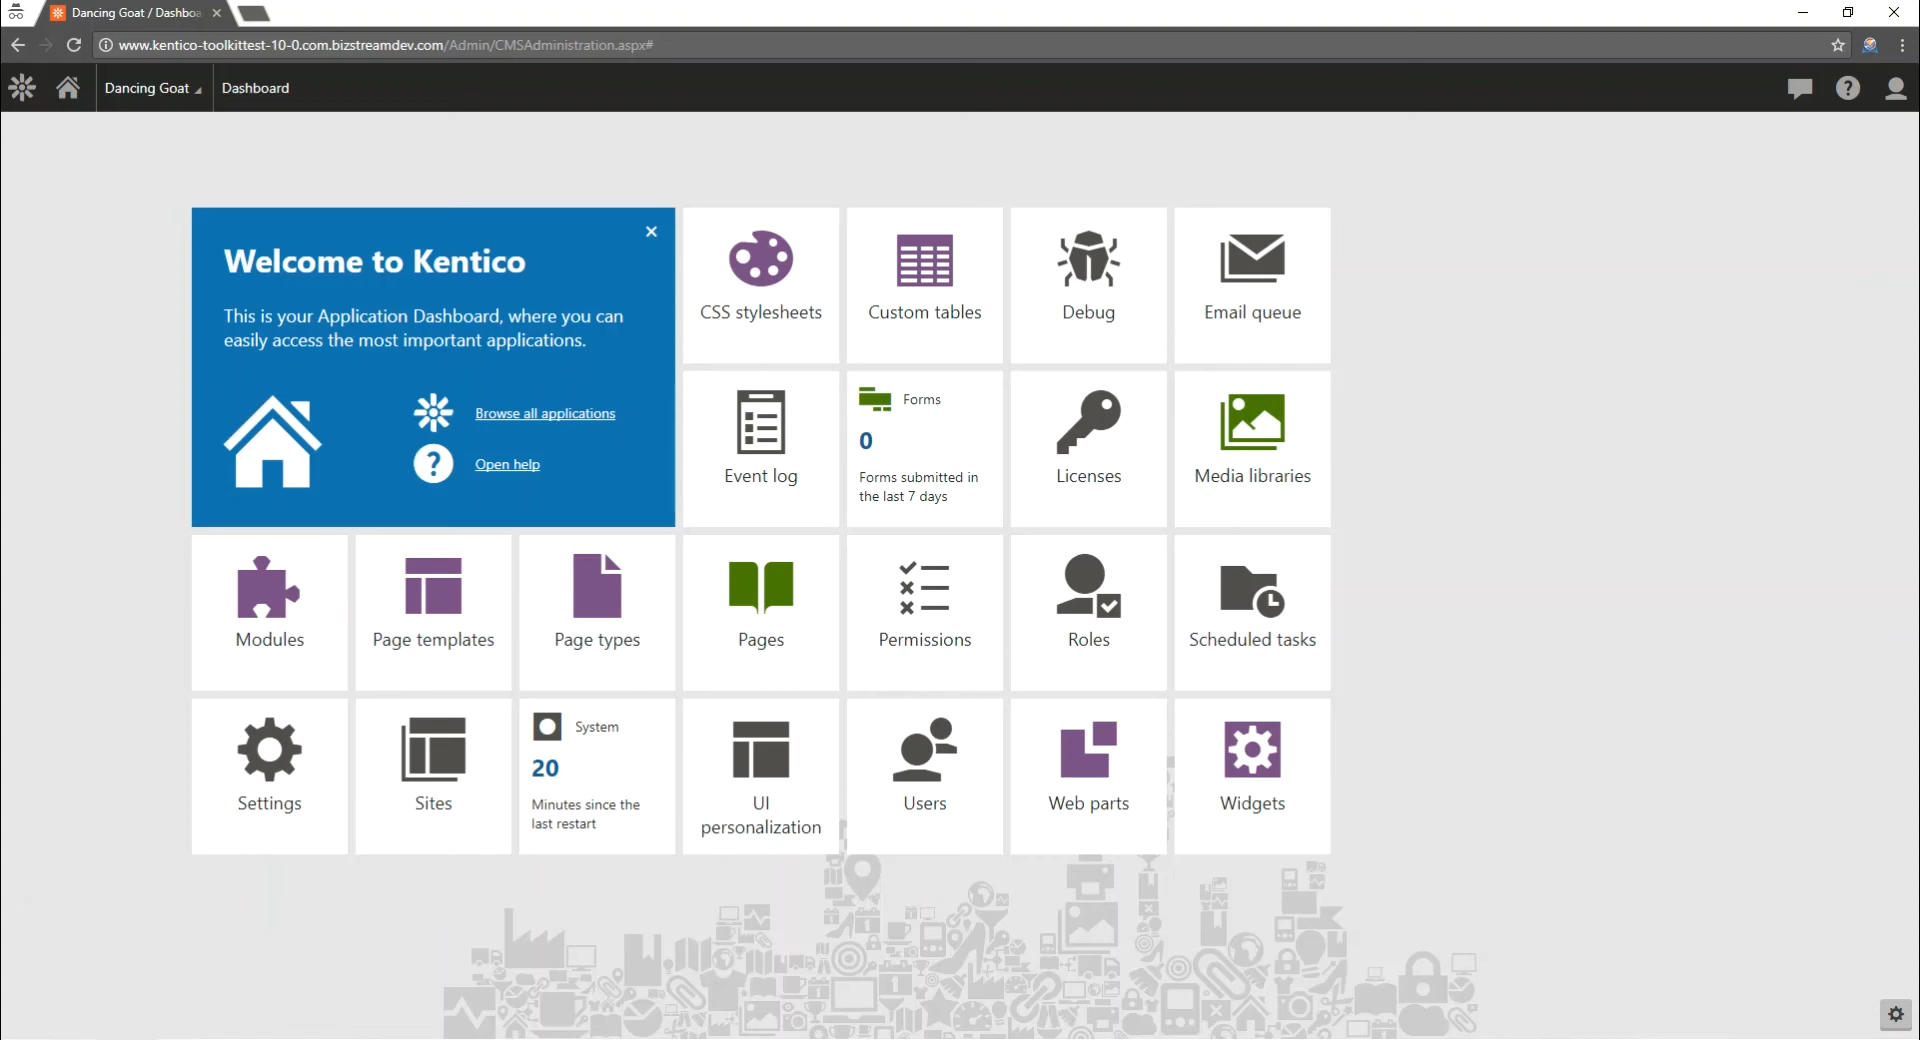 Dancing Goat / Dashboa
www.kentico-toolkittest-10-0.com.bizstreamdev.com/Admin/CMSAdministration.aspx#
Dancing Goat
Dashboard
Welcome to Kentico
This is your Application Dashboard, where you can
easily access the most important applications.
Browse all applications
Open help
CSS stylesheets
Custom tables
Debug
Email queue
Event log
Forms
0
Forms submitted in
the last 7 days
Licenses
Media libraries
Modules
Page templates
Page types
Pages
Permissions
Roles
Scheduled tasks
Settings
Sites
System
20
Minutes since the
last restart
UI
personalization
Users
Web parts
Widgets